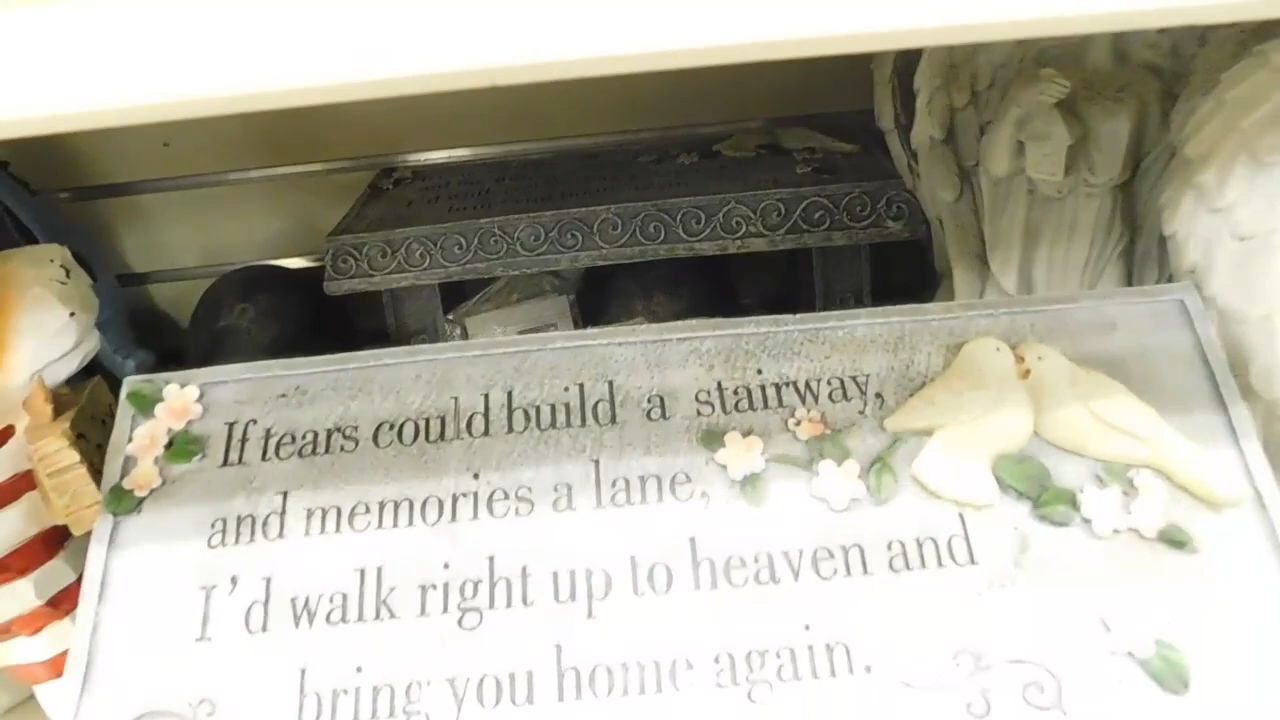 If tears could build a stairway,
and memories a lane,
I'd walk right up to heaven and
bring you home again.